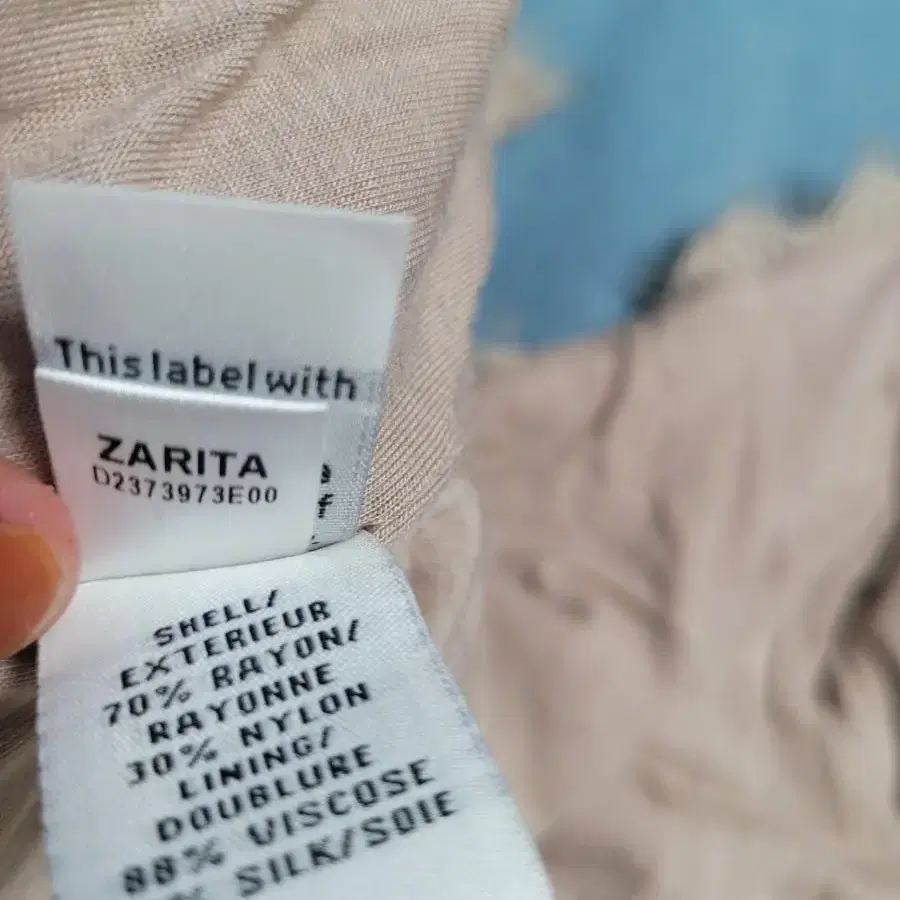 This label with
ZARITA
D2373973E00
SHELL/
EXTERIEUR
70% RAYON/
RAYONNE
30% NYLON
LINING/
DOUBLURE
88% VISCOSE
% SILK/SOIE